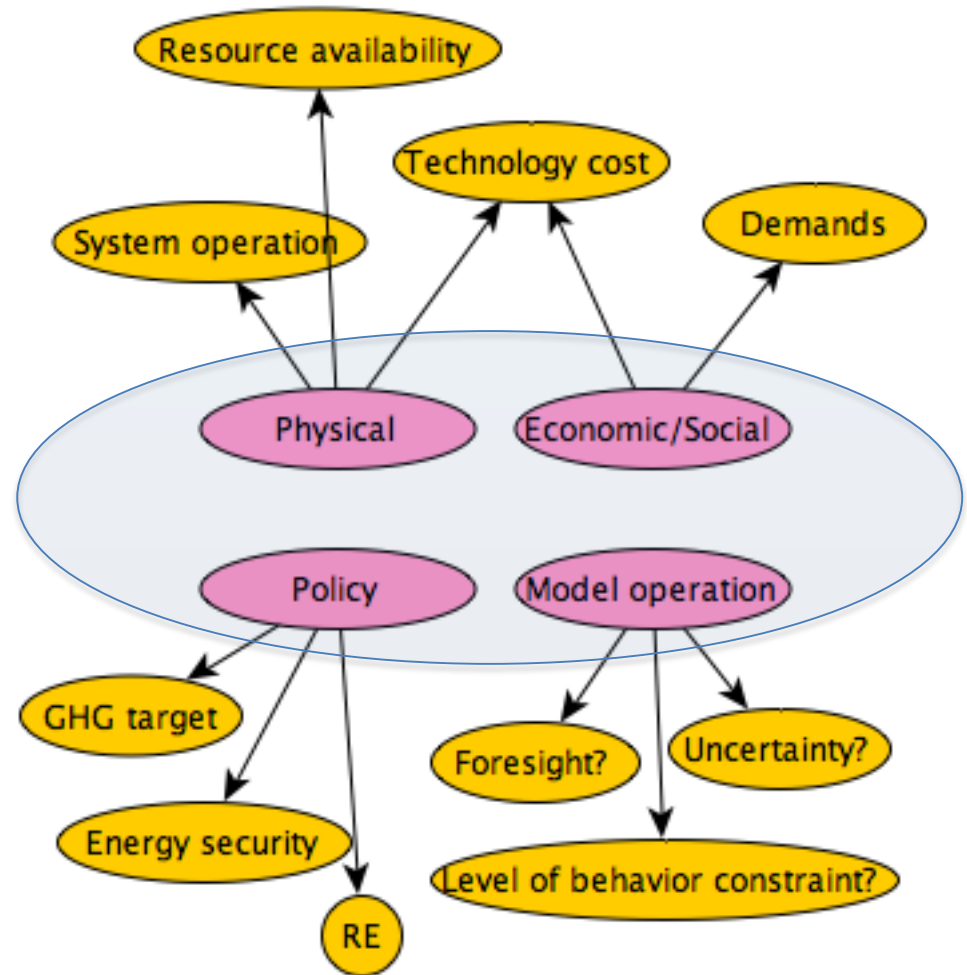 Resource availability
Technology cost
Demands
System operation
Physical
Economic/Social
Policy
Model operation
GHG target
Foresight?
Uncertainty?
Energy security
Level of behavior constraint?
RE